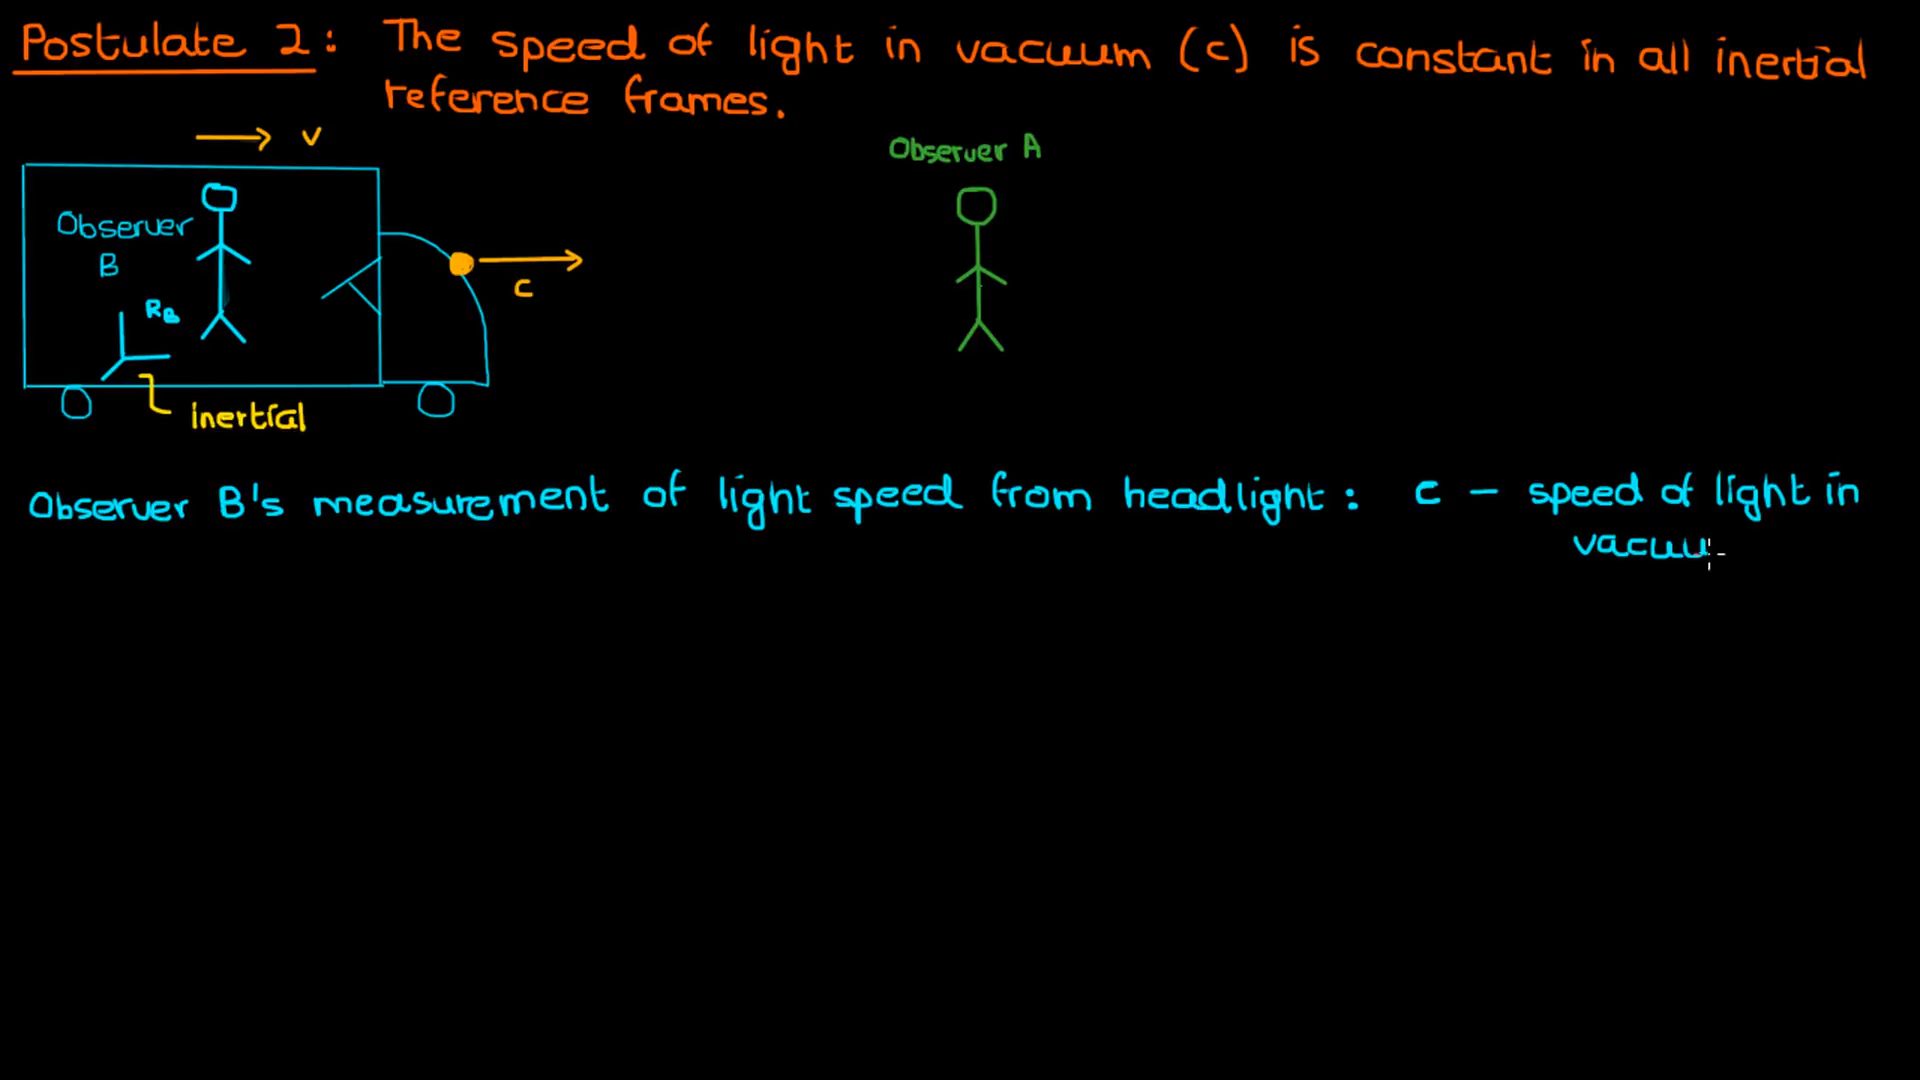 Postulate 2: The speed of light in vacuum (c) is constant in all inertial
reference frames.
v
Observer A
Observer
B
RB
c
inertial
Observer B's measurement of light speed from headlight: c - speed of light in
vacuu